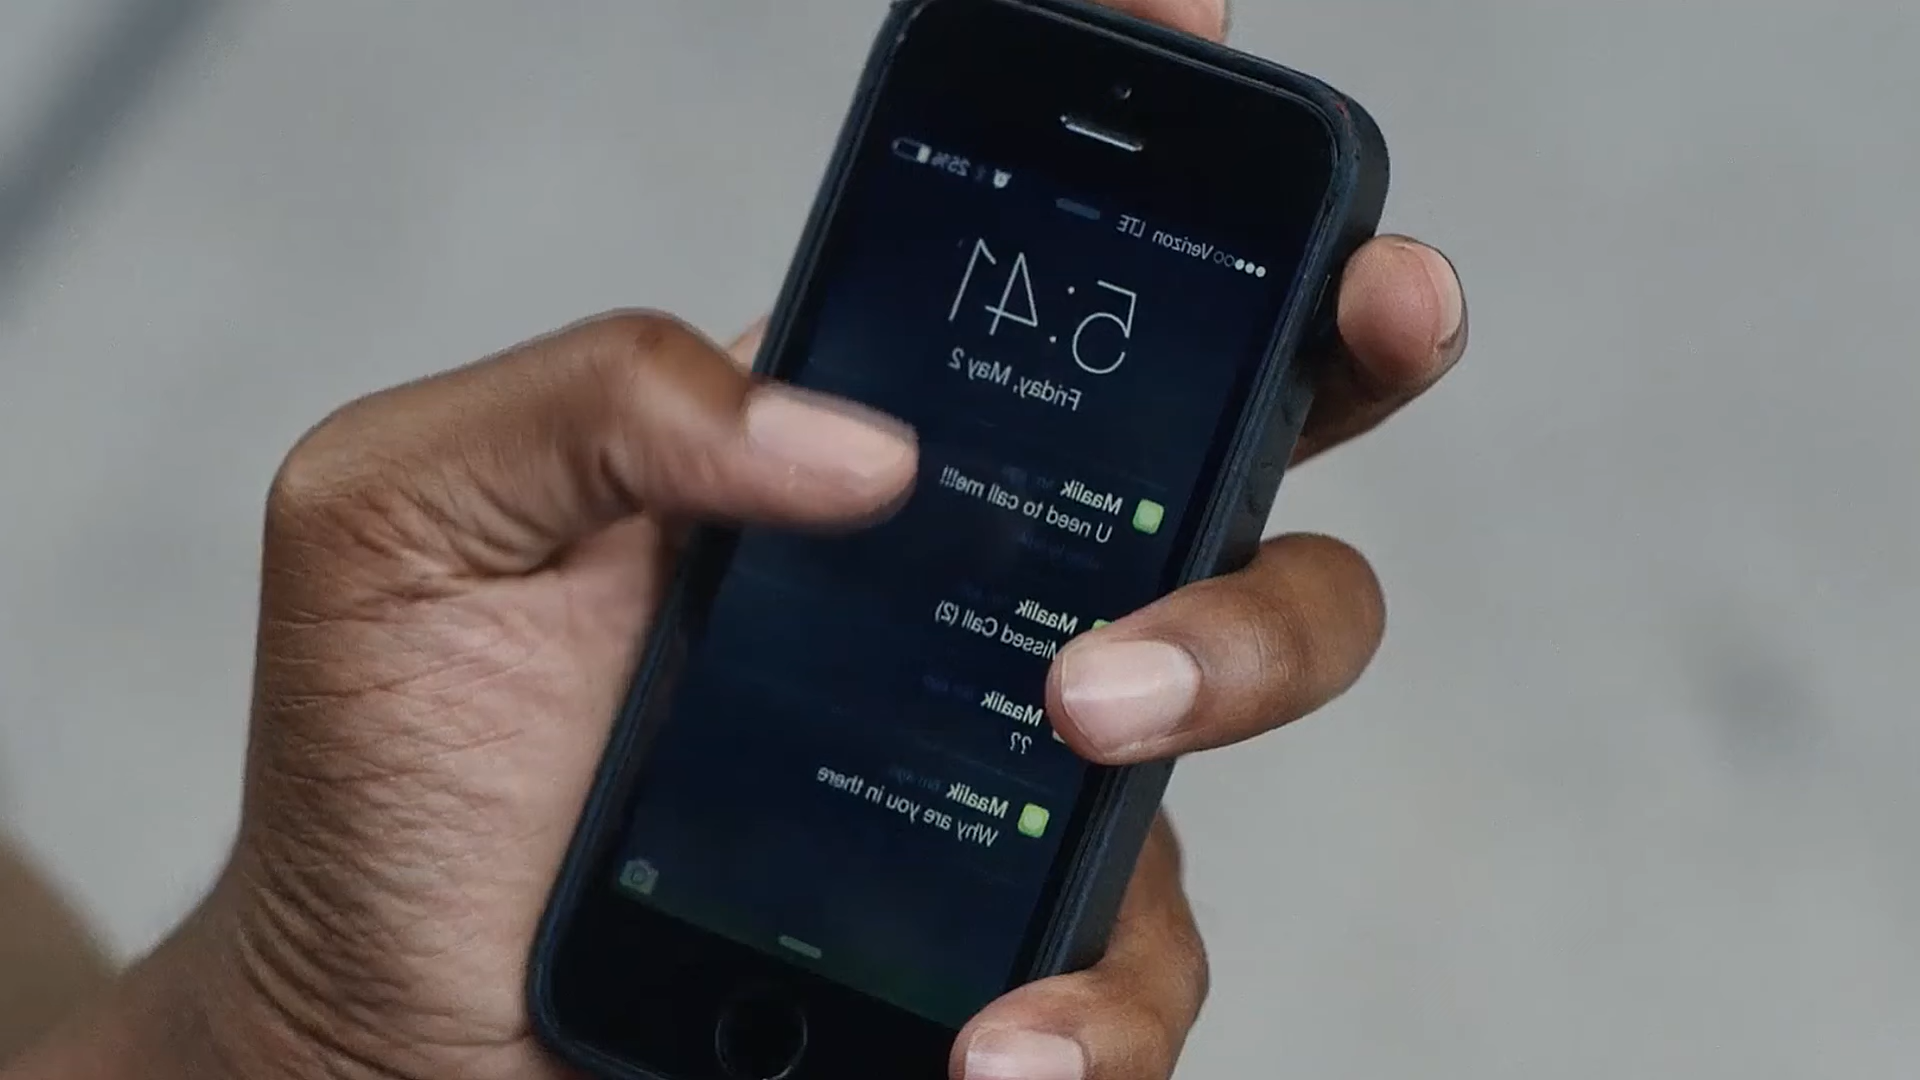 Verizon LTE 25%
5:41
Friday, May 2
Maalik
U need to call me!!!
Maalik
Missed Call (2)
Maalik
??
Maalik
Why are you in there